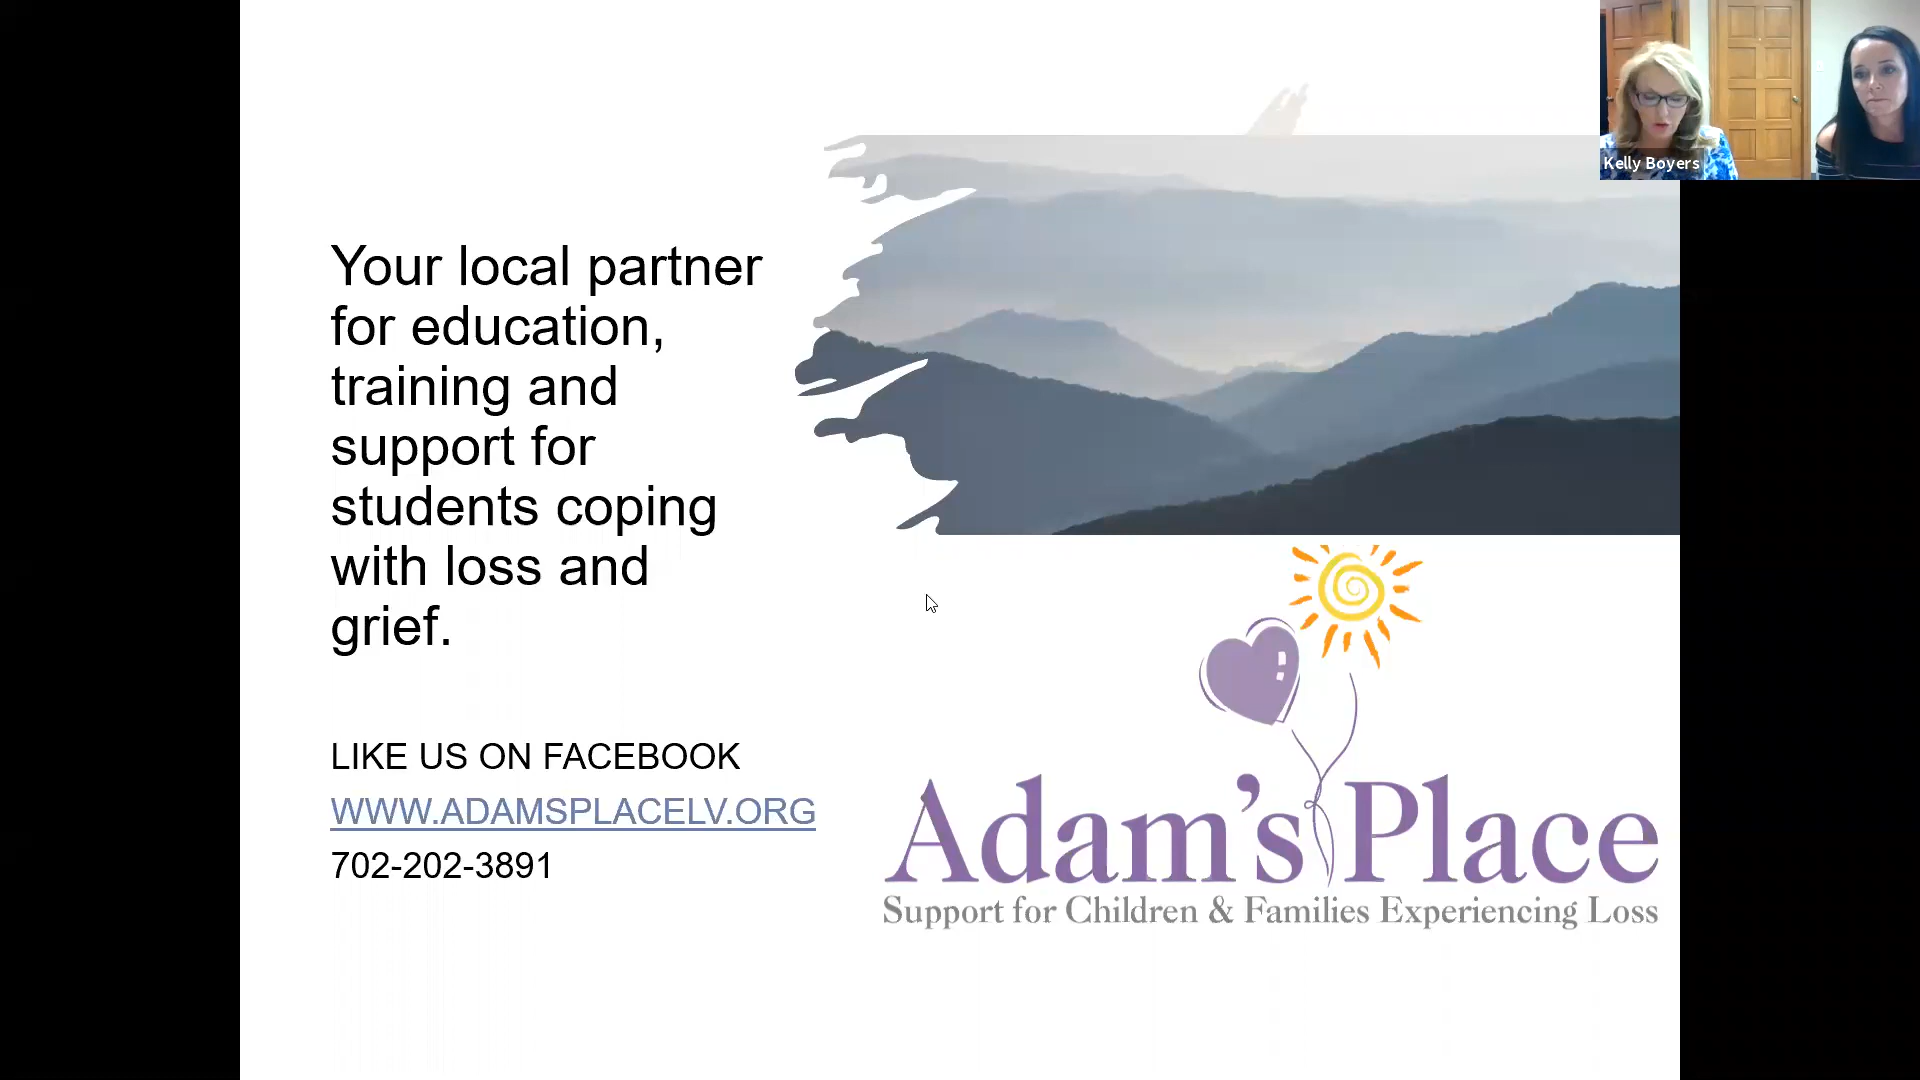 Kelly Boyers
Your local partner
for education,
training and
support for
students coping
with loss and
grief.
LIKE US ON FACEBOOK
WWW.ADAMSPLACELV.ORG
702-202-3891
Adam's Place
Support for Children & Families Experiencing Loss